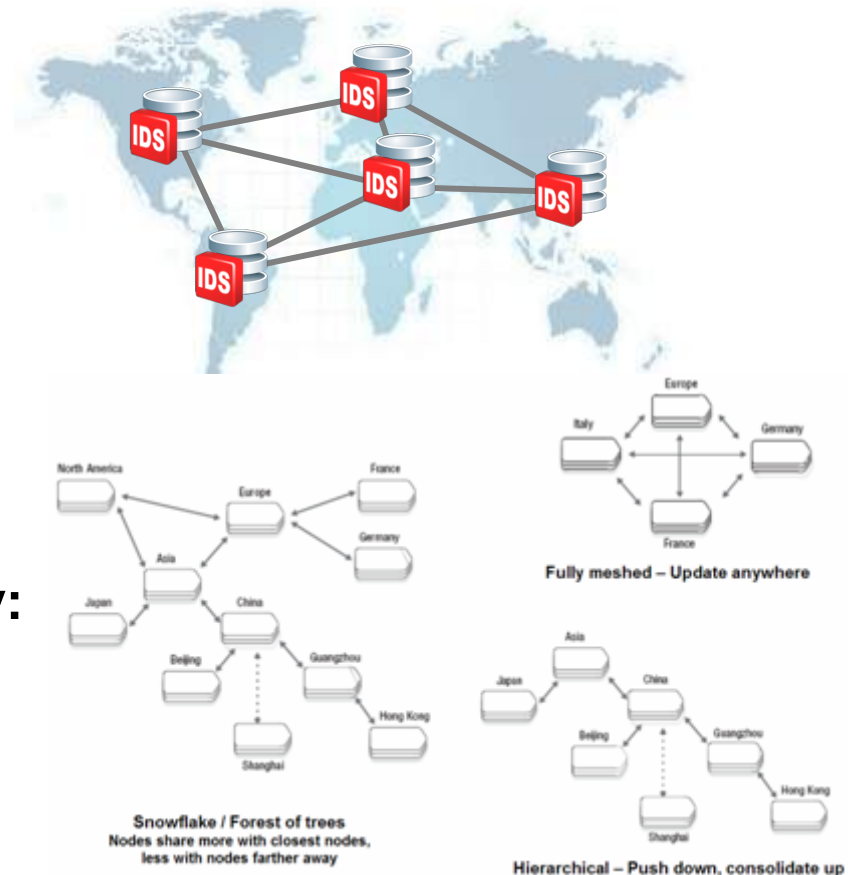 IDS
IDS
IDS
IDS
IDS
y:
North America
Europe
France
Germany
Asia
Japan
China
Beijing
Guangzhou
Hong Kong
Shanghai
Snowflake / Forest of trees
Nodes share more with closest nodes,
less with nodes farther away
Europe
Italy
Germany
France
Fully meshed – Update anywhere
Asia
Japan
China
Beijing
Guangzhou
Hong Kong
Shanghai
Hierarchical – Push down, consolidate up